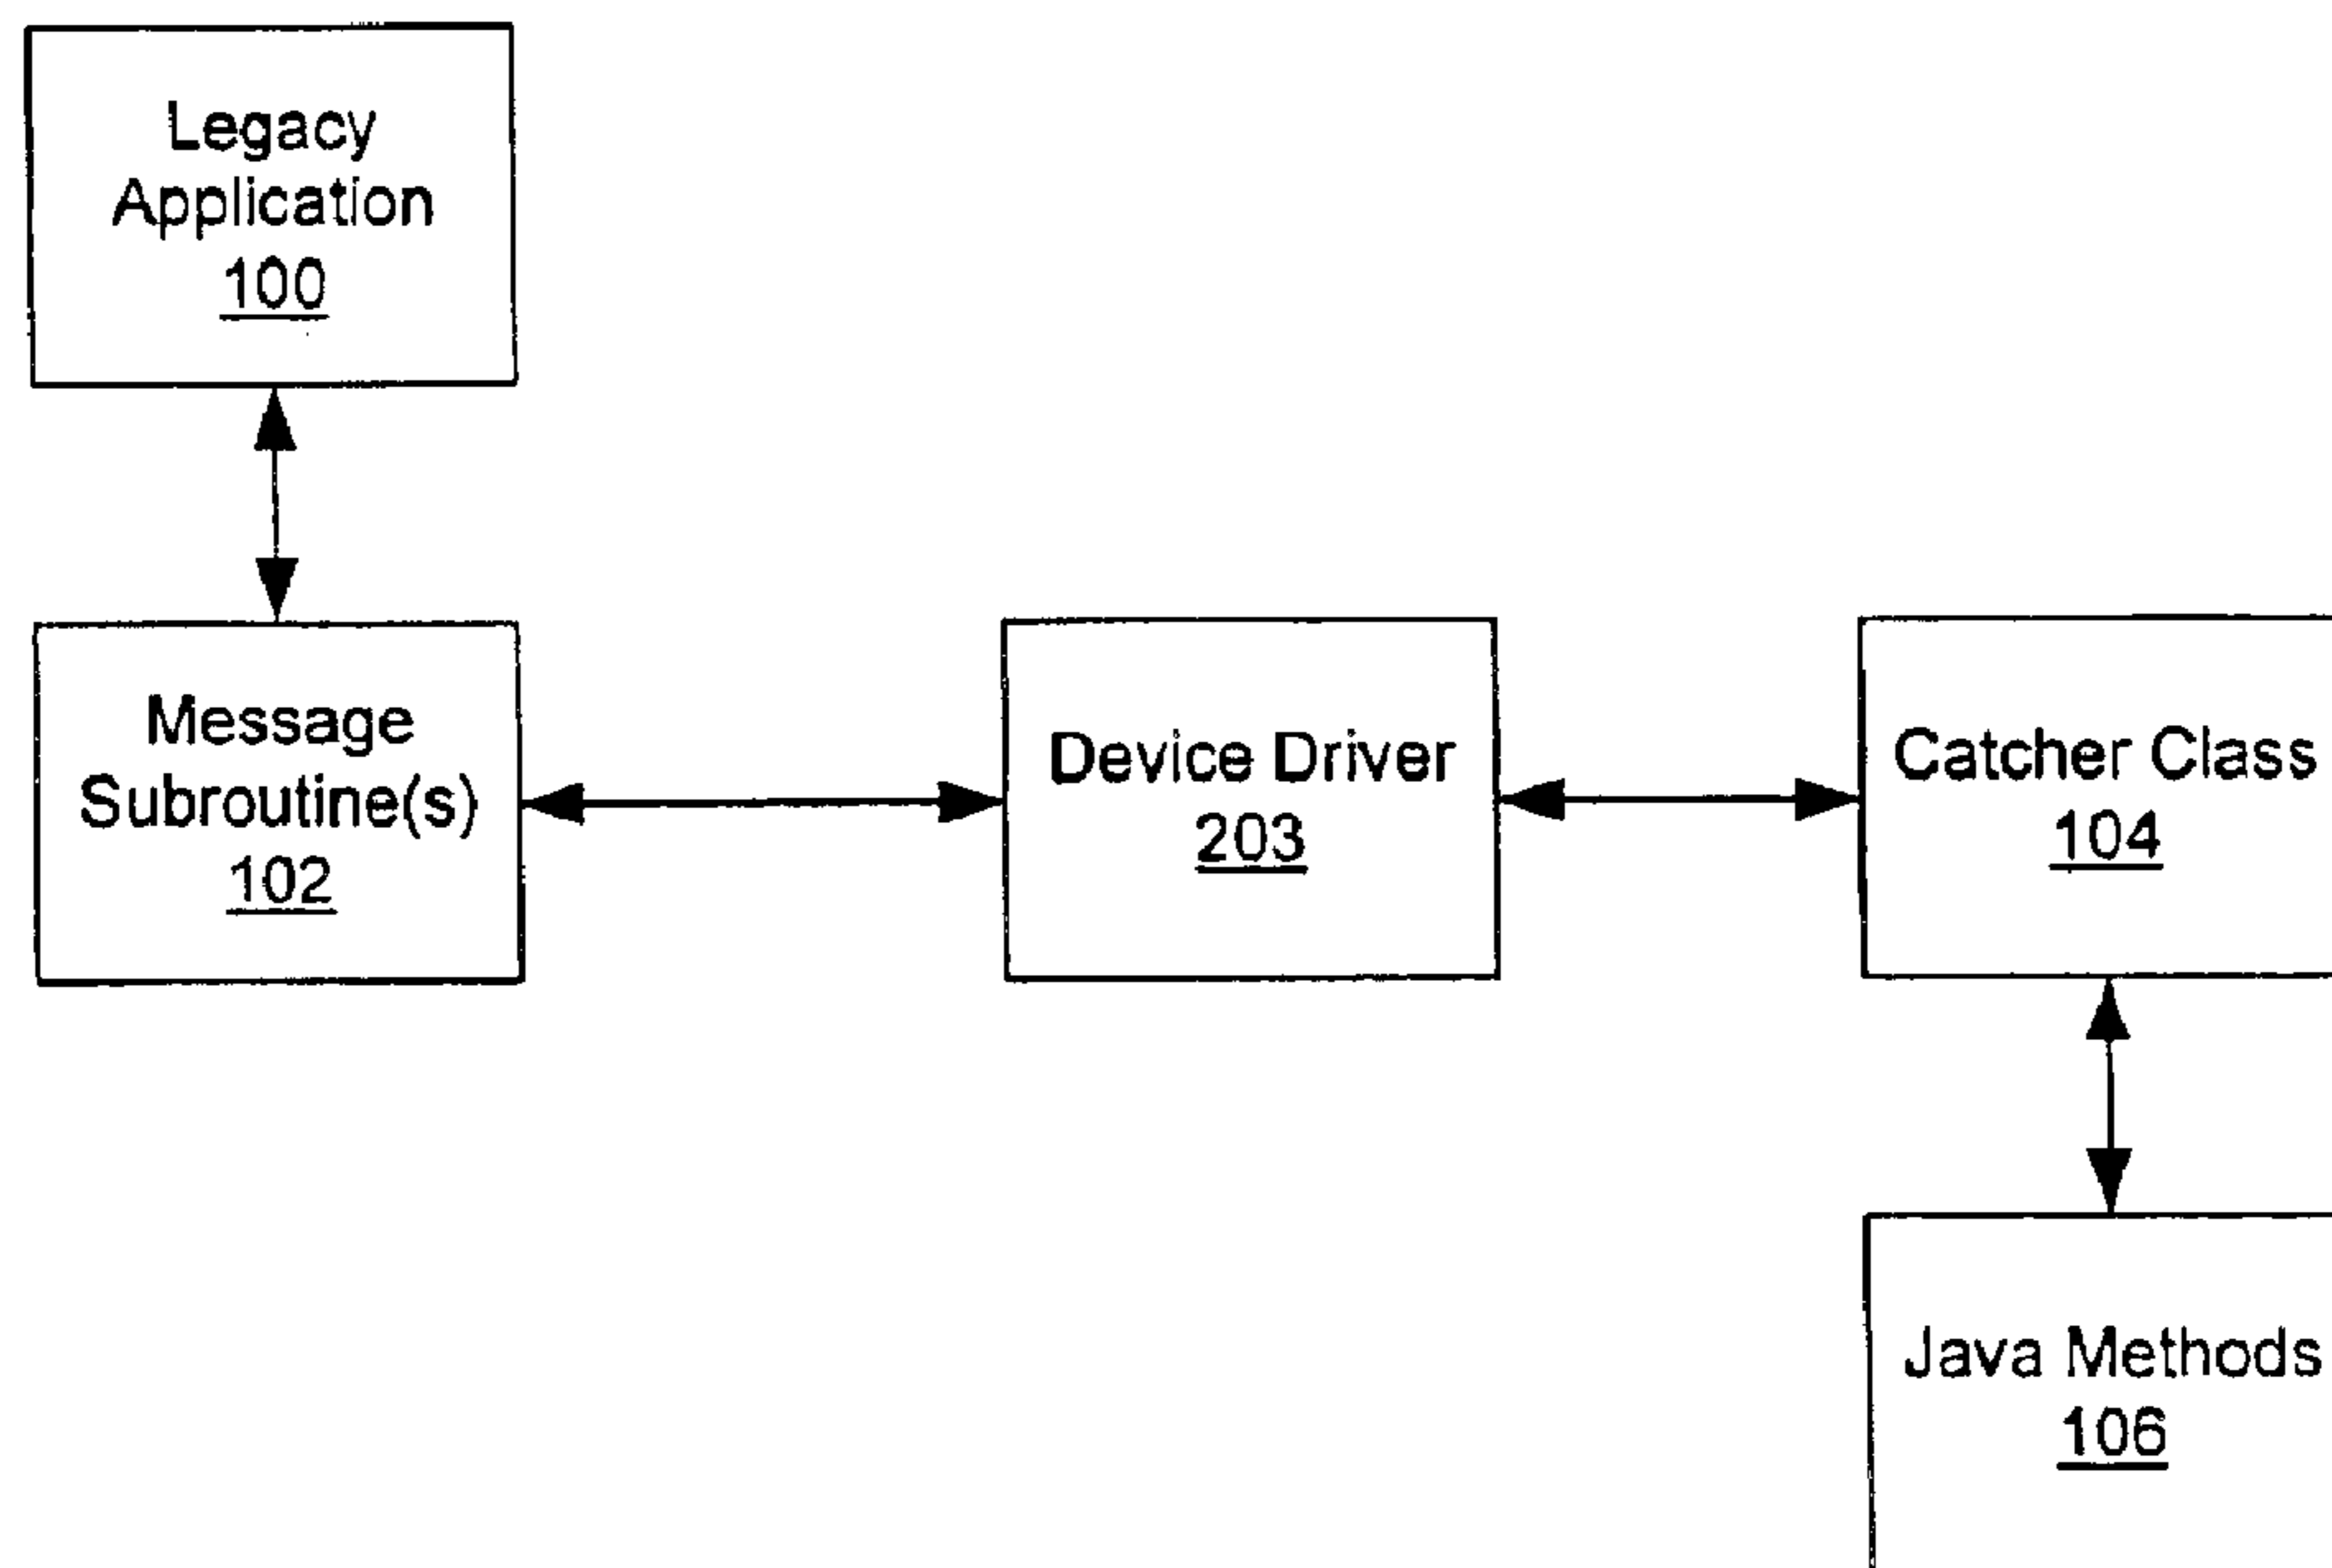 Legacy
Application
100
Message
Subroutine(s)
102
Device Driver
203
Catcher Class
104
Java Methods
106